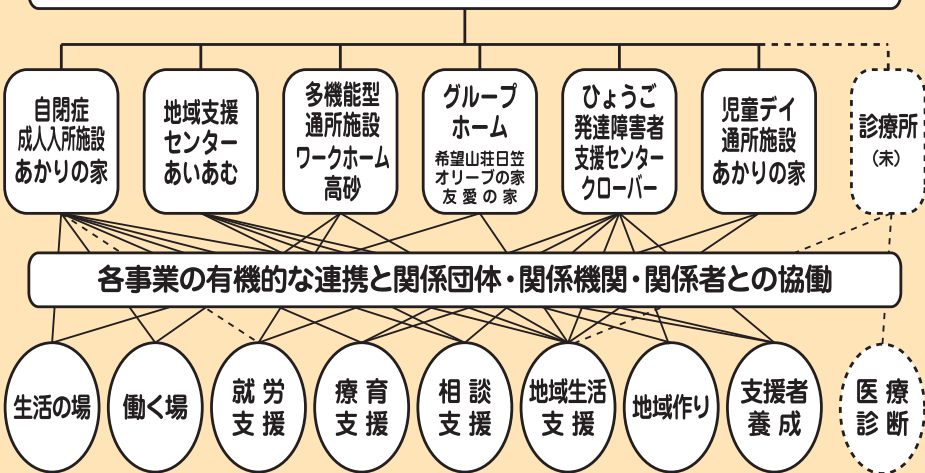 自閉症
成人入所施設
あかりの家
地域支援
センター
あいあむ
多機能型
通所施設
ワークホーム
高砂
グループ
ホーム
希望山荘日笠
オリーブの家
友愛の家
ひょうご
発達障害者
支援センター
クローバー
児童デイ
通所施設
あかりの家
診療所
（未）
各事業の有機的な連携と関係団体・関係機関・関係者との協働
生活の場
働く場
就労
支援
療育
支援
相談
支援
地域生活
支援
地域作り
支援者
養成
医療
診断